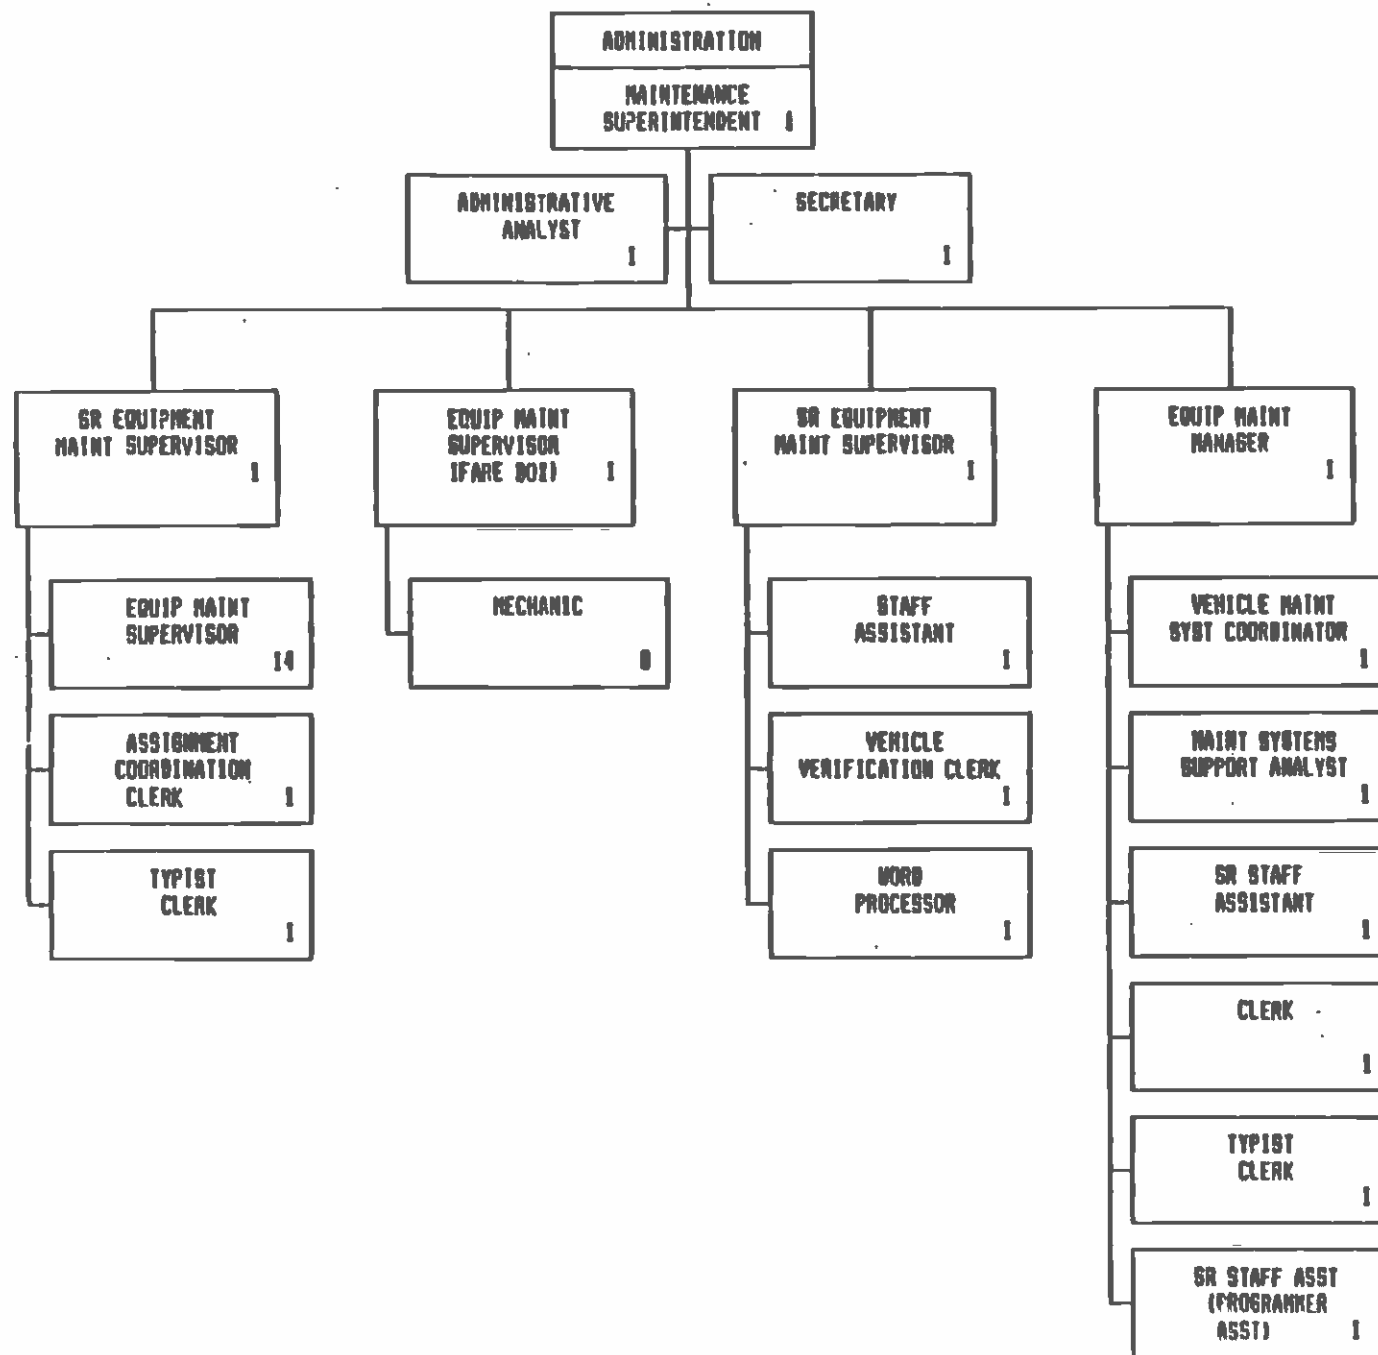 ADMINISTRATION
MAINTENANCE
SUPERINTENDENT 1
ADMINISTRATIVE
ANALYST
1
SECRETARY
1
SR EQUIPMENT
MAINT SUPERVISOR
1
EQUIP MAINT
SUPERVISOR
(FARE BOX) 1
SR EQUIPMENT
MAINT SUPERVISOR
1
EQUIP MAINT
MANAGER
1
EQUIP MAINT
SUPERVISOR
14
ASSIGNMENT
COORDINATION
CLERK 1
TYPIST
CLERK
1
MECHANIC
STAFF
ASSISTANT
1
VEHICLE
VERIFICATION CLERK
1
WORD
PROCESSOR
1
VEHICLE MAINT
SYST COORDINATOR
1
MAINT SYSTEMS
SUPPORT ANALYST
1
SR STAFF
ASSISTANT
1
CLERK
1
TYPIST
CLERK
1
SR STAFF ASST
(PROGRAMMER
ASST) 1